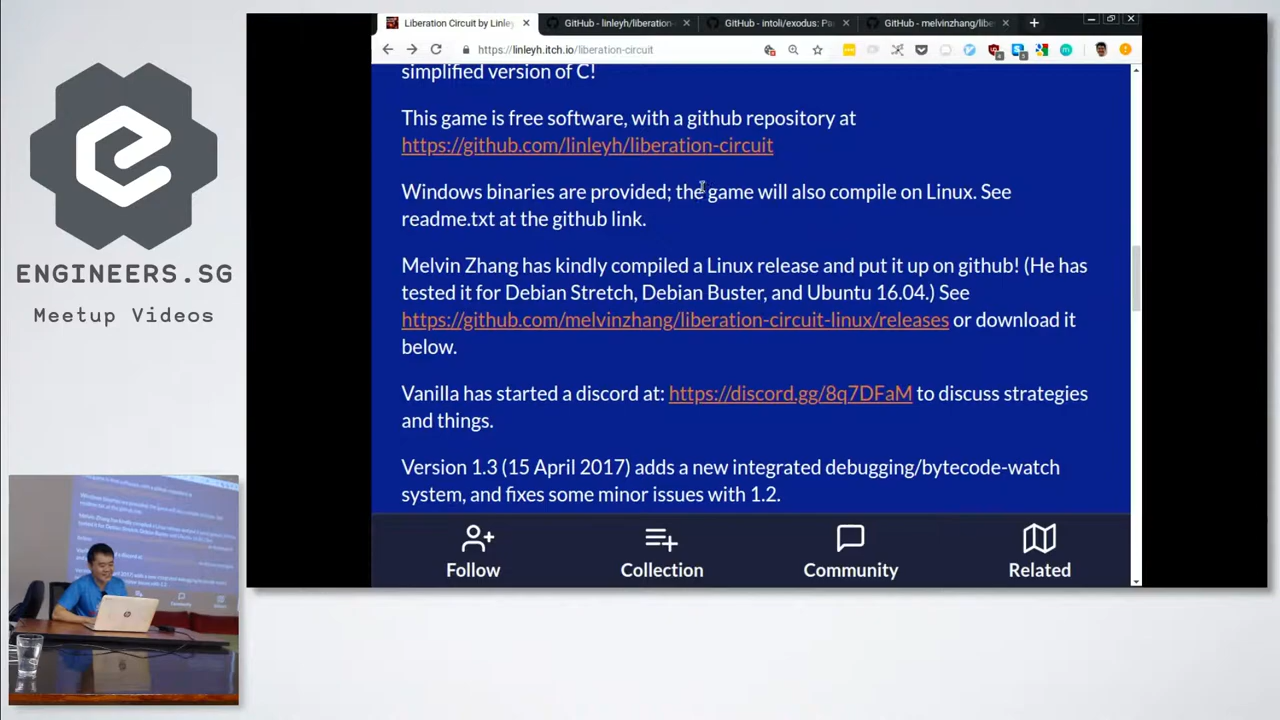 Liberation Circuit by Linley
GitHub - linleyh/liberation-
GitHub - intoli/exodus: Pa
GitHub - melvinzhang/libe
https://linleyh.itch.io/liberation-circuit
simplified version of C!
This game is free software, with a github repository at
https://github.com/linleyh/liberation-circuit
Windows binaries are provided; the game will also compile on Linux. See
readme.txt at the github link.
Melvin Zhang has kindly compiled a Linux release and put it up on github! (He has
tested it for Debian Stretch, Debian Buster, and Ubuntu 16.04.) See
https://github.com/melvinzhang/liberation-circuit-linux/releases or download it
below.
Vanilla has started a discord at: https://discord.gg/8q7DFaM to discuss strategies
and things.
Version 1.3 (15 April 2017) adds a new integrated debugging/bytecode-watch
system, and fixes some minor issues with 1.2.
Follow
Collection
Community
Related
ENGINEERS.SG
Meetup Videos